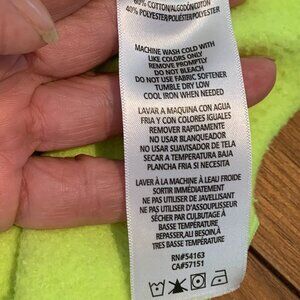 60% COTTON/ALGODÓN/COTON
40% POLYESTER/POLIÉSTER/POLYESTER
MACHINE WASH COLD WITH
LIKE COLORS ONLY
REMOVE PROMPTLY
DO NOT BLEACH
DO NOT USE FABRIC SOFTENER
TUMBLE DRY LOW
COOL IRON WHEN NEEDED
LAVAR A MAQUINA CON AGUA
FRIA Y CON COLORES IGUALES
REMOVER RAPIDAMENTE
NO USAR BLANQUEADOR
NO USAR SUAVISADOR DE TELA
SECAR A TEMPERATURA BAJA
PLANCHA FRIA SI NECESITA
LAVER À LA MACHINE À L'EAU FROIDE
SORTIR IMMÉDIATEMENT
NE PAS UTILISER DE JAVELLISANT
NE PAS UTILISER D'ASSOUPLISSEUR
SÉCHER PAR CULBUTAGE À
BASSE TEMPÉRATURE
REPASSER,ALI BESOIN,À
TRES BASSE TEMPÉRATURE
RN#54163
CA#57151